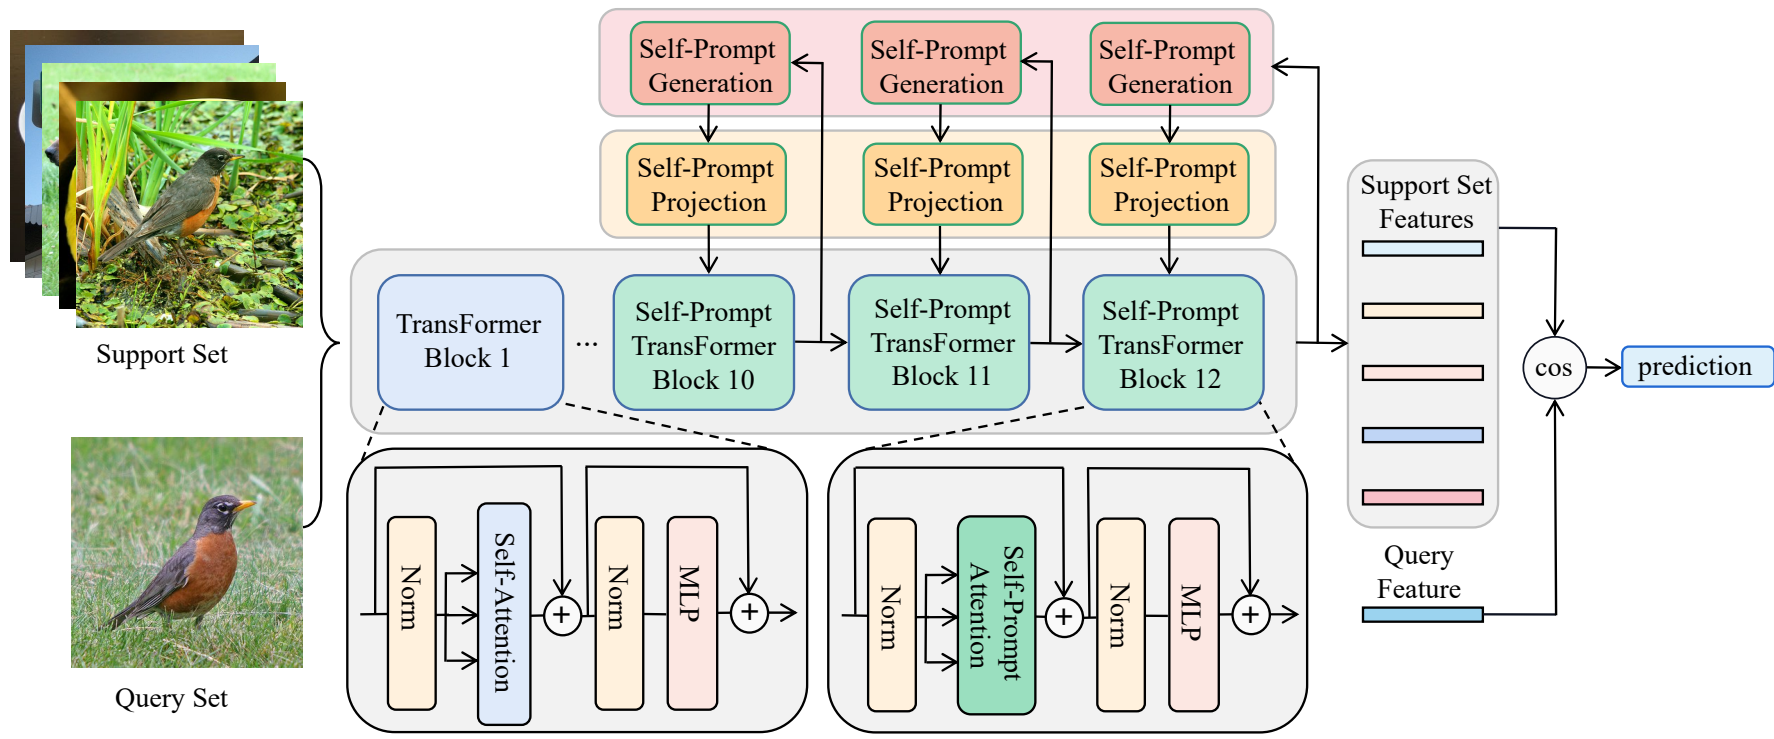 Self-Prompt
Generation
Self-Prompt
Generation
Self-Prompt
Generation
Self-Prompt
Projection
Self-Prompt
Projection
Self-Prompt
Projection
Support Set
Query Set
TransFormer
Block 1
...
Self-Prompt
TransFormer
Block 10
Self-Prompt
TransFormer
Block 11
Self-Prompt
TransFormer
Block 12
Norm
Self-Attention
+
Norm
MLP
+
Norm
Self-Prompt
Attention
+
Norm
MLP
+
Support Set
Features
Query
Feature
cos
prediction